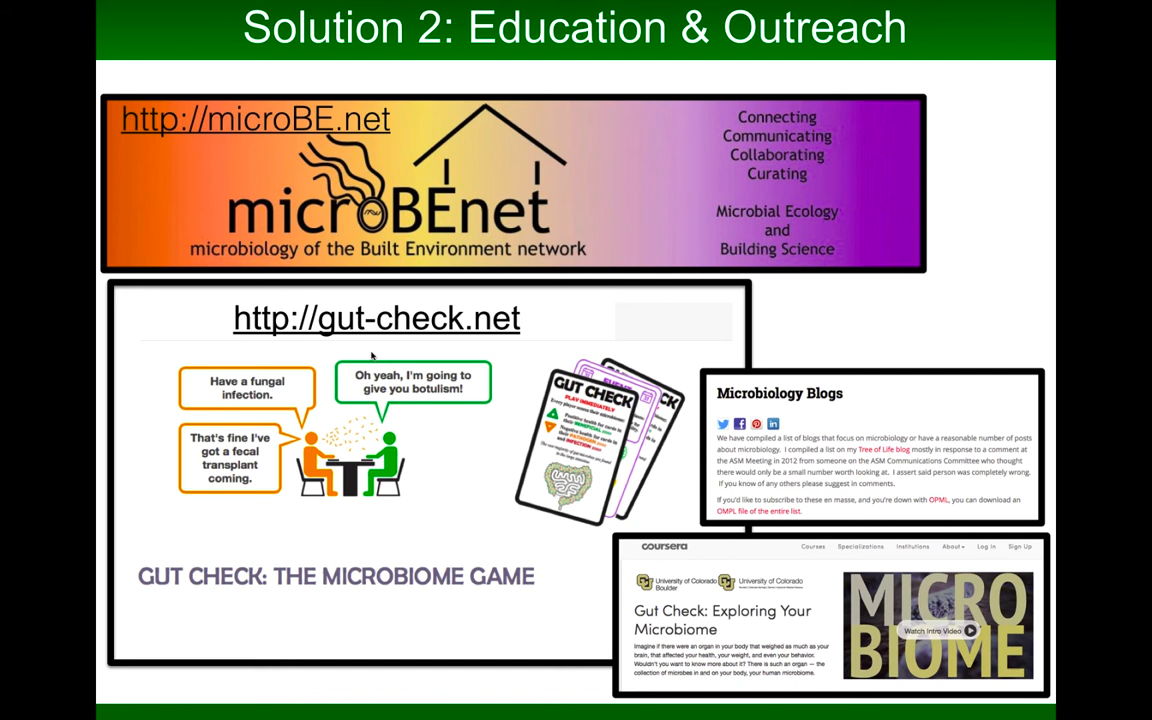 Solution 2: Education & Outreach
http://microBE.net
micrBEnet
microbiology of the Built Environment network
Connecting
Communicating
Collaborating
Curating
Microbial Ecology
and
Building Science
http://gut-check.net
Have a fungal
infection.
Oh yeah, I'm going to
give you botulism!
That's fine I've
got a fecal
transplant
coming.
GUT CHECK
PLAY IMMEDIATELY
GUT CHECK: THE MICROBIOME GAME
Microbiology Blogs
We have compiled a list of blogs that focus on microbiology or have a reasonable number of posts
about microbiology. I compiled a list on my Tree of Life blog mostly in response to a comment at
the ASM Meeting in 2012 from someone on the ASM Communications Committee who thought
there would only be a small number worth looking at. I assert said person was completely wrong.
If you know of any others please suggest in comments.
If you'd like to subscribe to these en masse, and you're down with OPML, you can download an
OMPL file of the entire list.
coursera
Courses Specializations Institutions About Log In Sign Up
University of Colorado
Boulder
University of Colorado
Gut Check: Exploring Your
Microbiome
Imagine if there were an organ in your body that weighed as much as your
brain, that affected your health, your weight, and even your behavior.
Wouldn't you want to know more about it? There is such an organ — the
collection of microbes in and on your body, your human microbiome.
MICRO
Watch Intro Video
BIOME